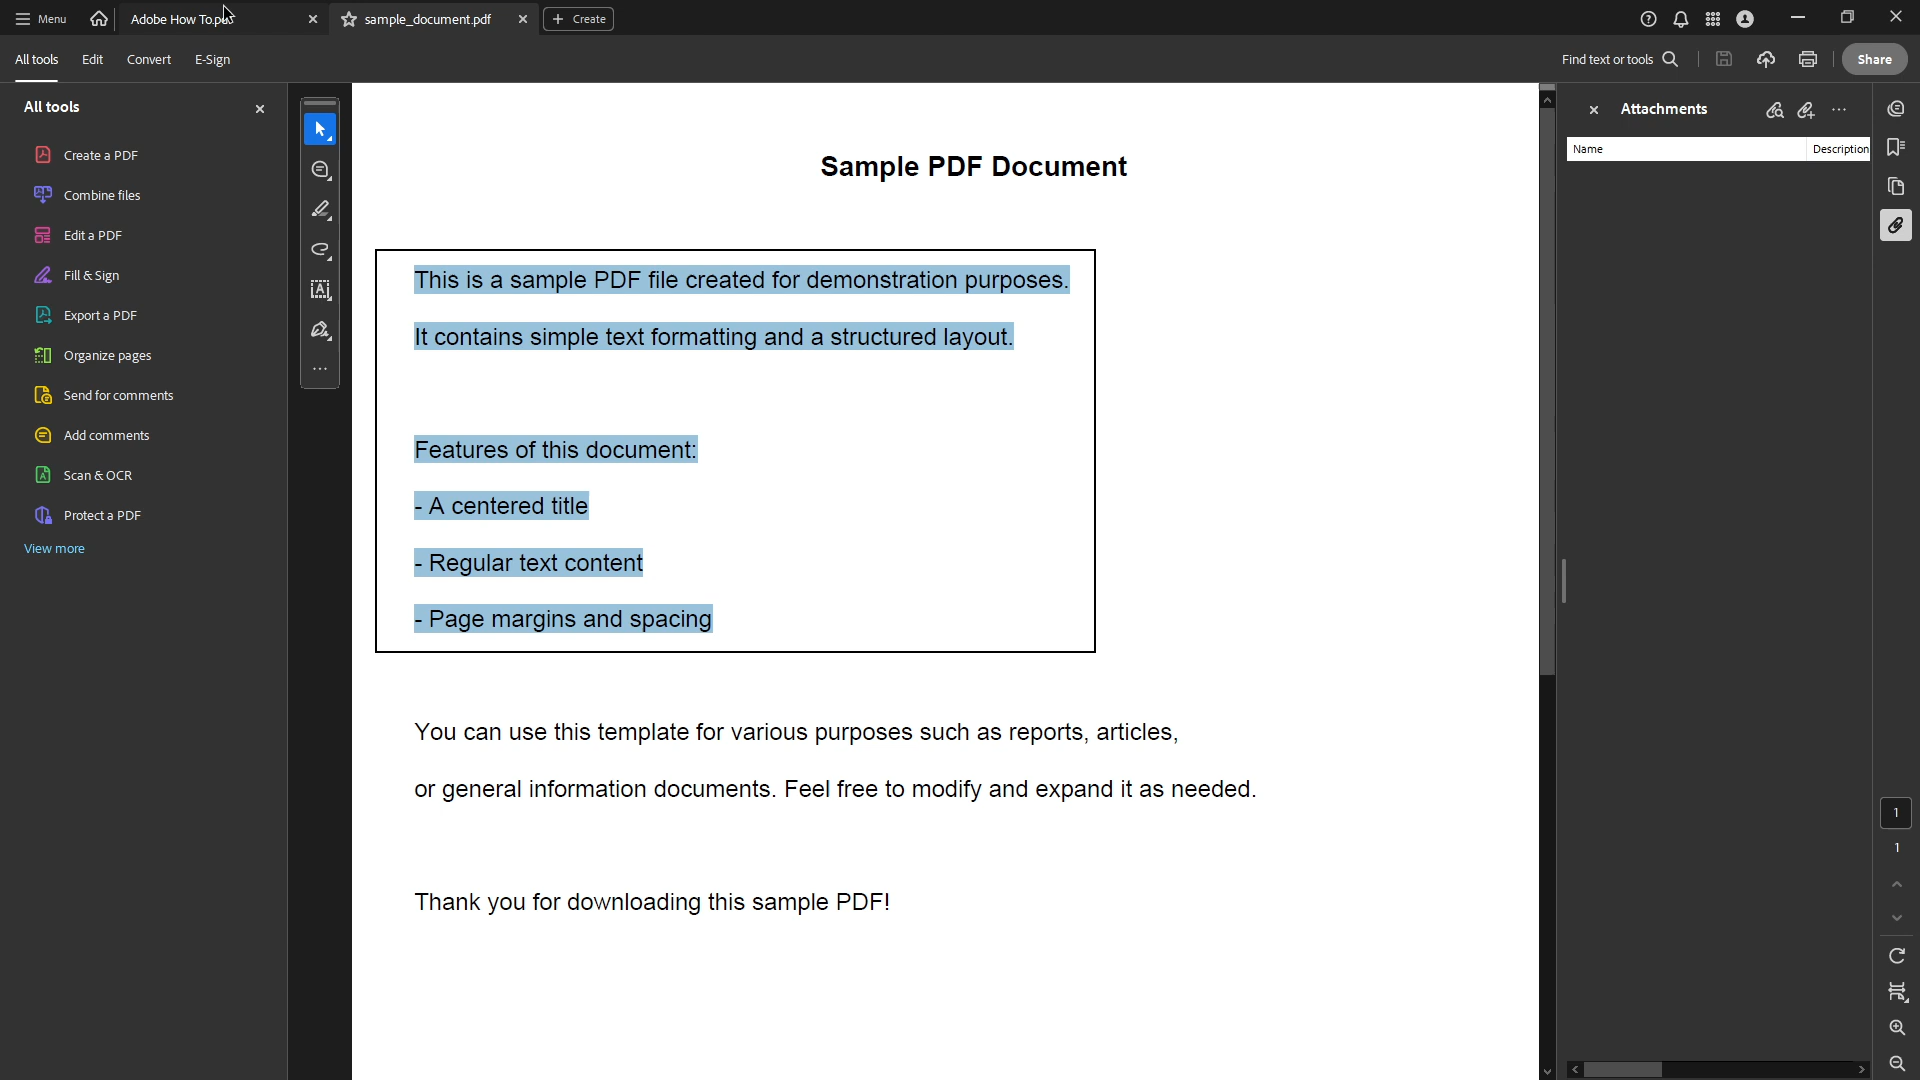 Menu
Adobe How To.pdf
sample_document.pdf
Create
All tools
Edit
Convert
E-Sign
Find text or tools
Share
All tools
Create a PDF
Combine files
Edit a PDF
Fill & Sign
Export a PDF
Organize pages
Send for comments
Add comments
Scan & OCR
Protect a PDF
View more
Sample PDF Document
This is a sample PDF file created for demonstration purposes.
It contains simple text formatting and a structured layout.
Features of this document:
- A centered title
- Regular text content
- Page margins and spacing
You can use this template for various purposes such as reports, articles,
or general information documents. Feel free to modify and expand it as needed.
Thank you for downloading this sample PDF!
Attachments
Name
Description
1
1